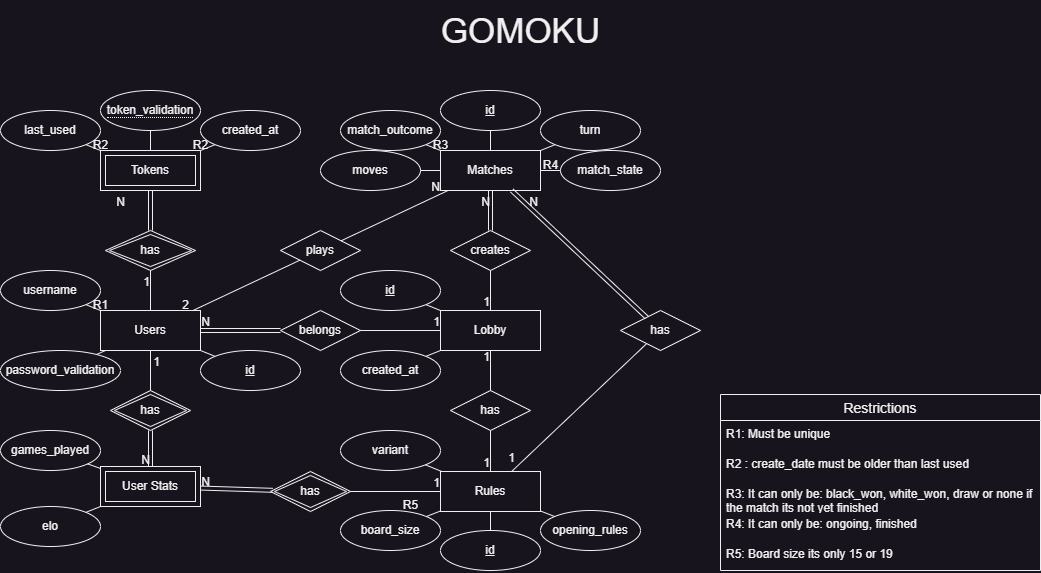 GOMOKU
token_validation
id
last_used
created_at
match_outcome
turn
R2
R2
R3
R4
Tokens
moves
Matches
match_state
N
N
N
N
has
plays
creates
1
username
id
R1
2
1
N
1
Users
belongs
Lobby
has
password_validation
1
id
created_at
1
has
has
games_played
variant
N
1
1
N
1
User Stats
has
Rules
R5
elo
board_size
opening_rules
id
Restrictions
R1: Must be unique
R2 : create_date must be older than last used
R3: It can only be: black_won, white_won, draw or none if
the match its not yet finished
R4: It can only be: ongoing, finished
R5: Board size its only 15 or 19